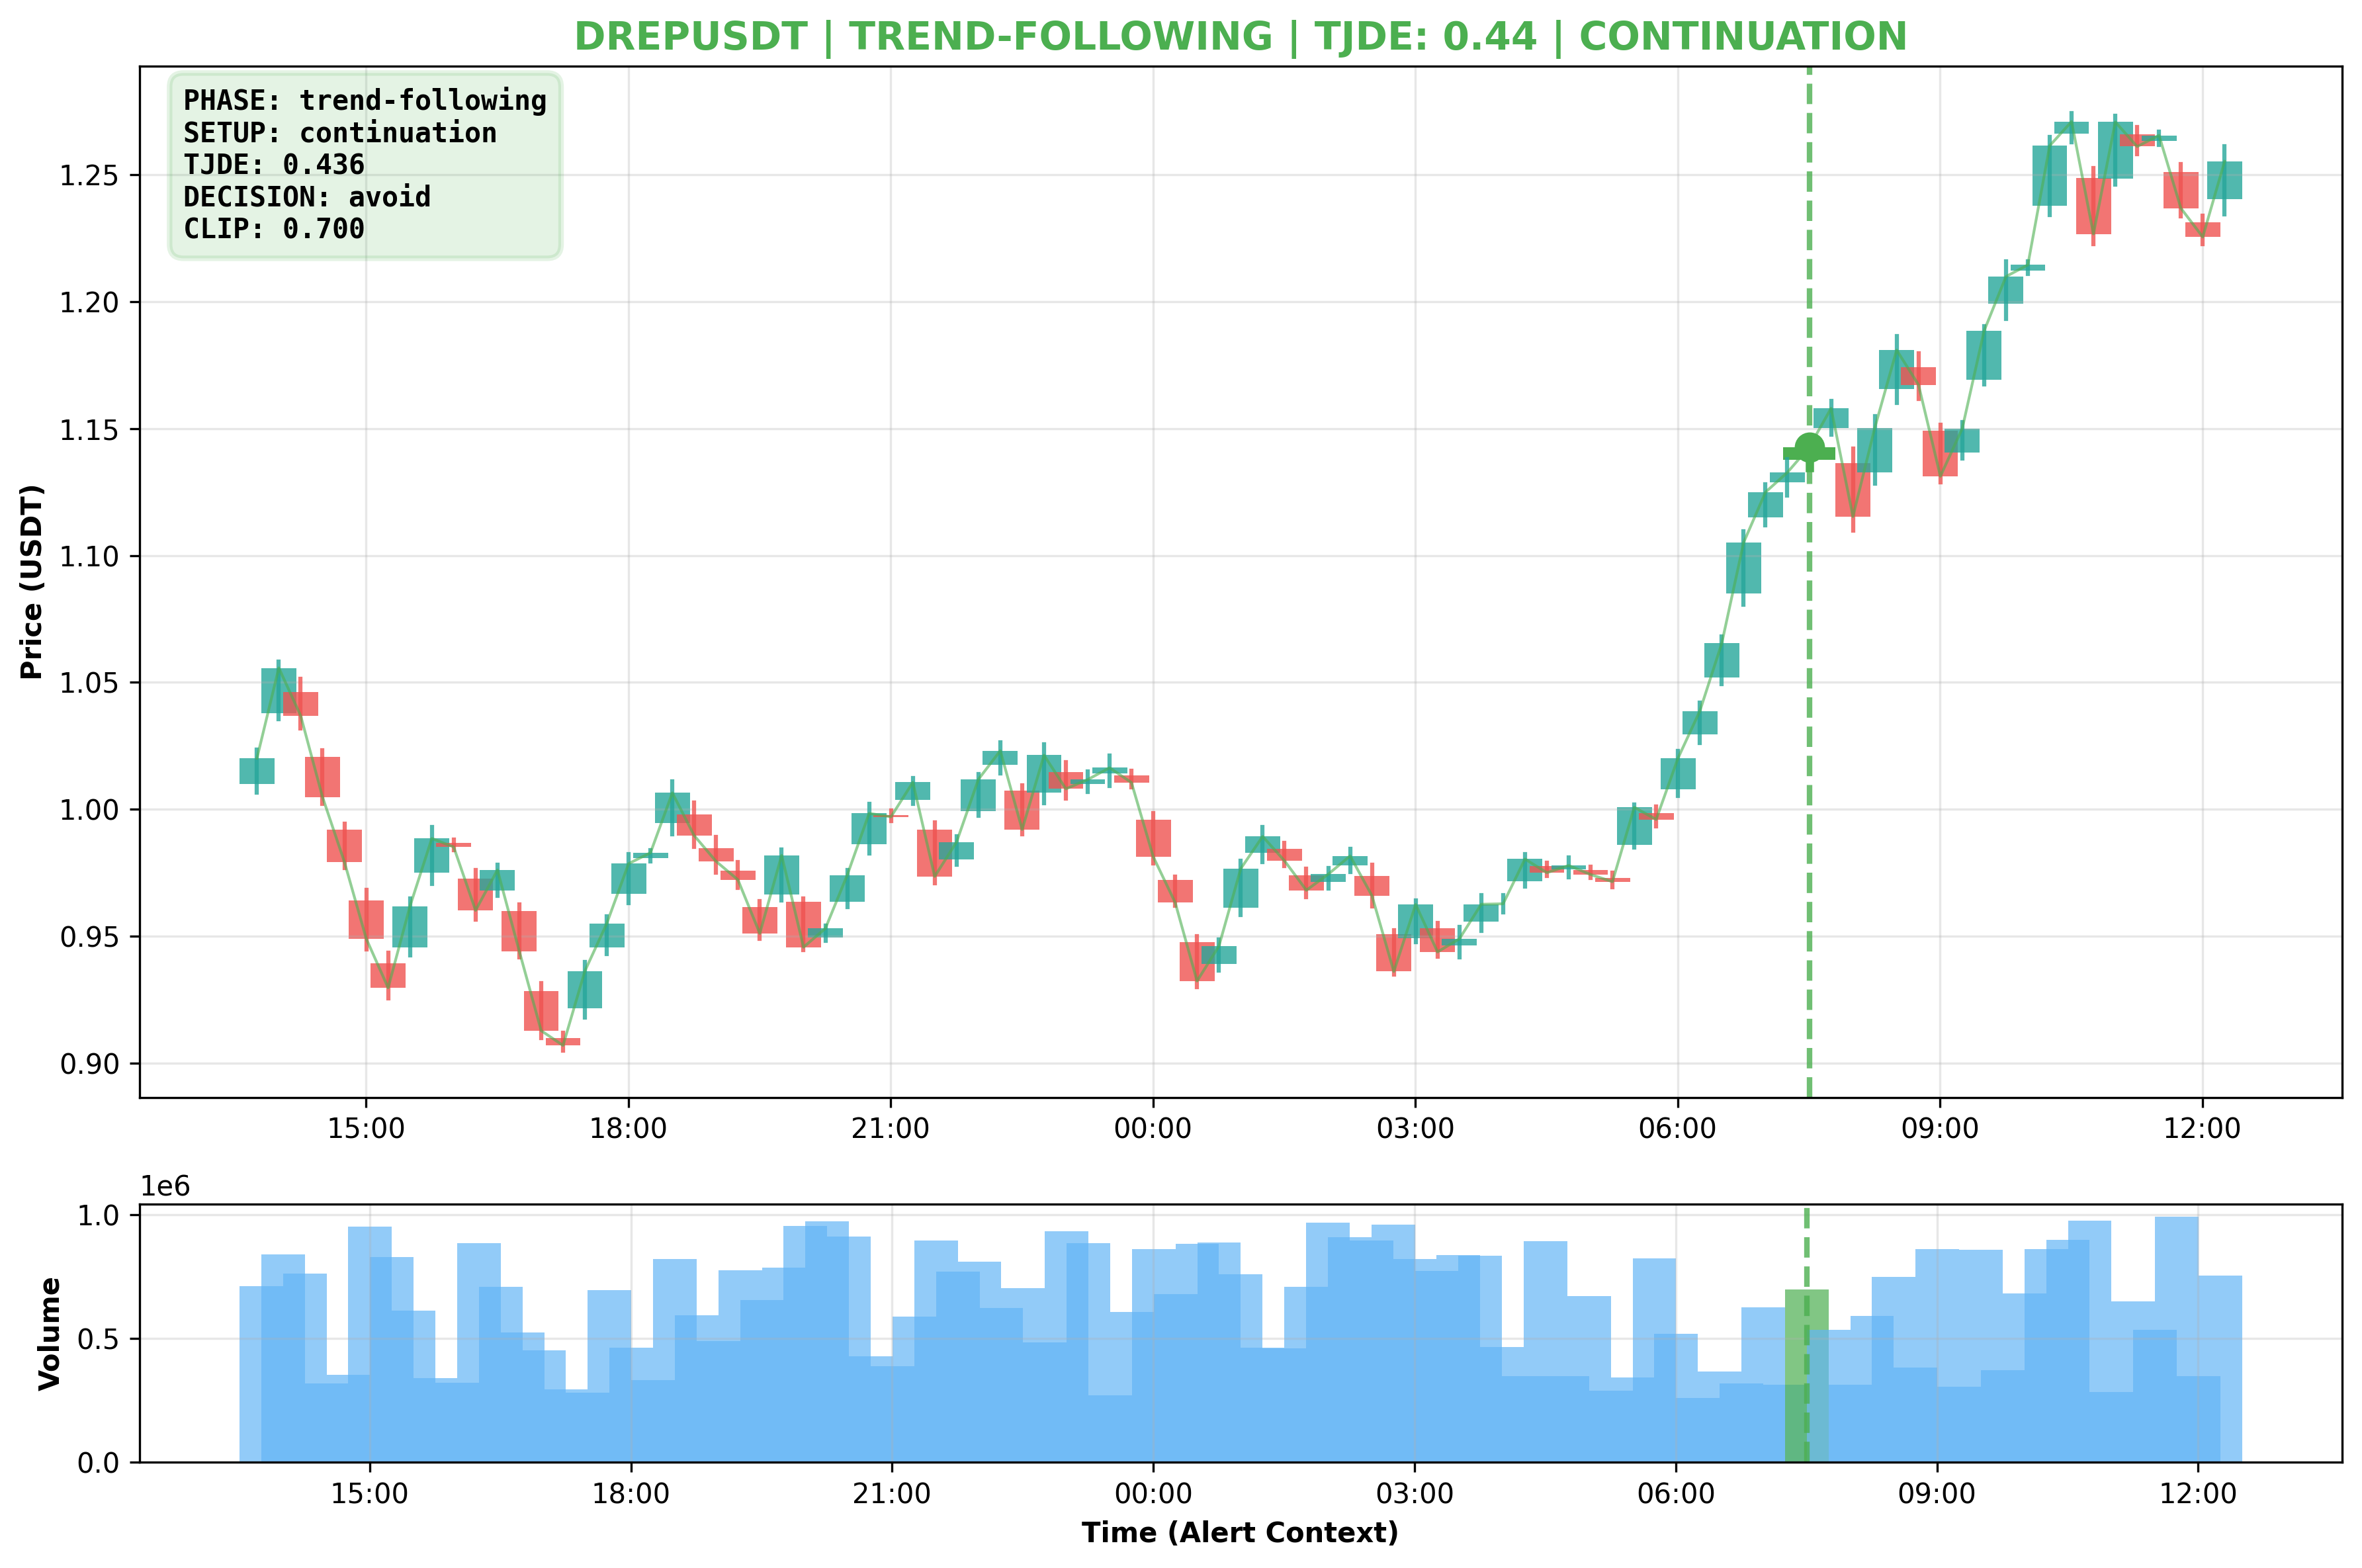 DREPUSDT | TREND-FOLLOWING | TJDE: 0.44 | CONTINUATION
PHASE: trend-following
SETUP: continuation
TJDE: 0.436
DECISION: avoid
CLIP: 0.700
Price (USDT)
1.25
1.20
1.15
1.10
1.05
1.00
0.95
0.90
15:00 18:00 21:00 00:00 03:00 06:00 09:00 12:00
1e6
Volume
1.0
0.5
0.0
15:00 18:00 21:00 00:00 03:00 06:00 09:00 12:00
Time (Alert Context)